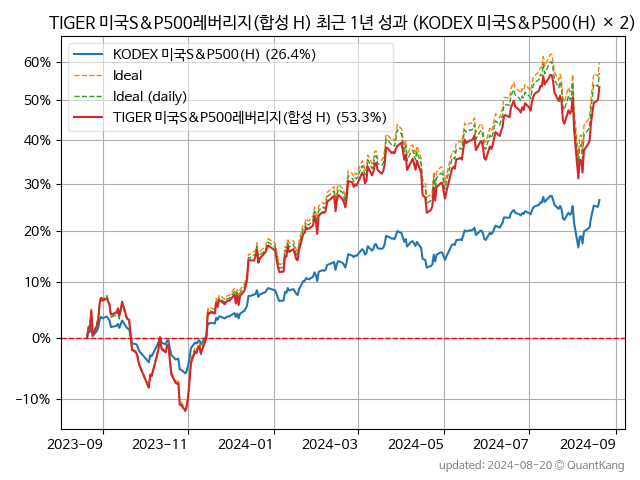 TIGER 미국S&P500레버리지(합성 H) 최근 1년 성과 (KODEX 미국S&P500(H) × 2)
KODEX 미국S&P500(H) (26.4%)
Ideal
Ideal (daily)
TIGER 미국S&P500레버리지(합성 H) (53.3%)
60%
50%
40%
30%
20%
10%
0%
−10%
2023-09
2023-11
2024-01
2024-03
2024-05
2024-07
2024-09
updated: 2024-08-20 © QuantKang